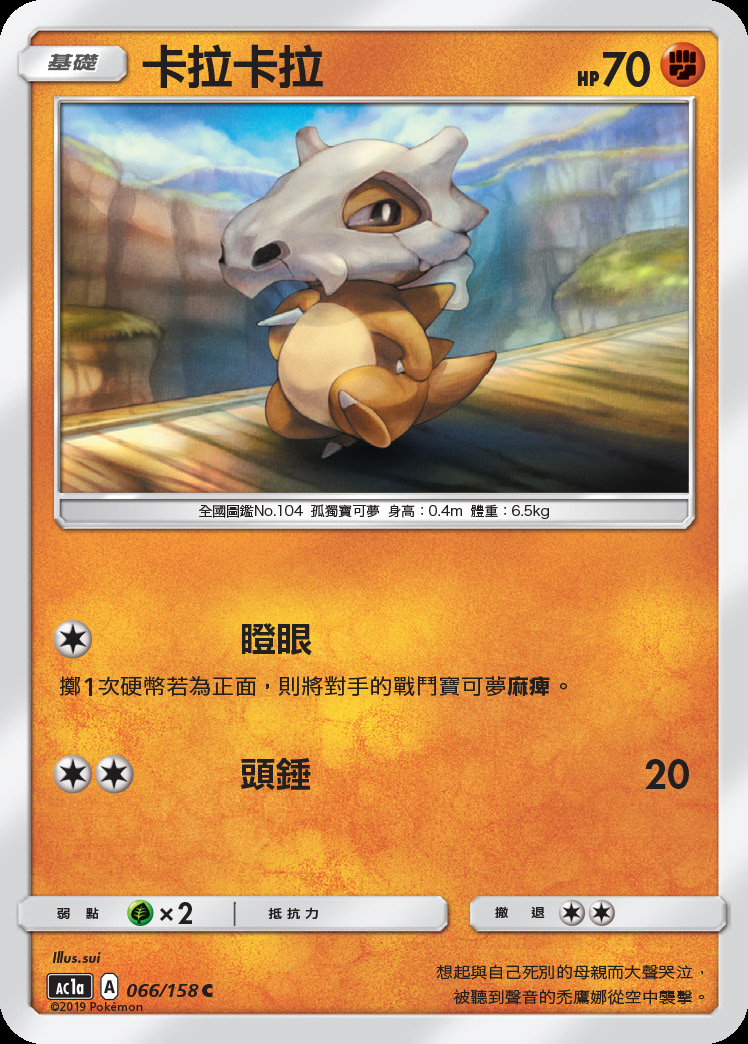 基礎 卡拉卡拉 HP70
全國圖鑑No.104 孤獨寶可夢 身高：0.4m 體重：6.5kg
瞪眼
擲1次硬幣若為正面，則將對手的戰鬥寶可夢麻痺。
頭錘 20
弱點 ×2 抵抗力 撤退
Illus.sui
AC1a A 066/158 C
©2019 Pokémon
想起與自己死別的母親而大聲哭泣，
被聽到聲音的禿鷹娜從空中襲擊。